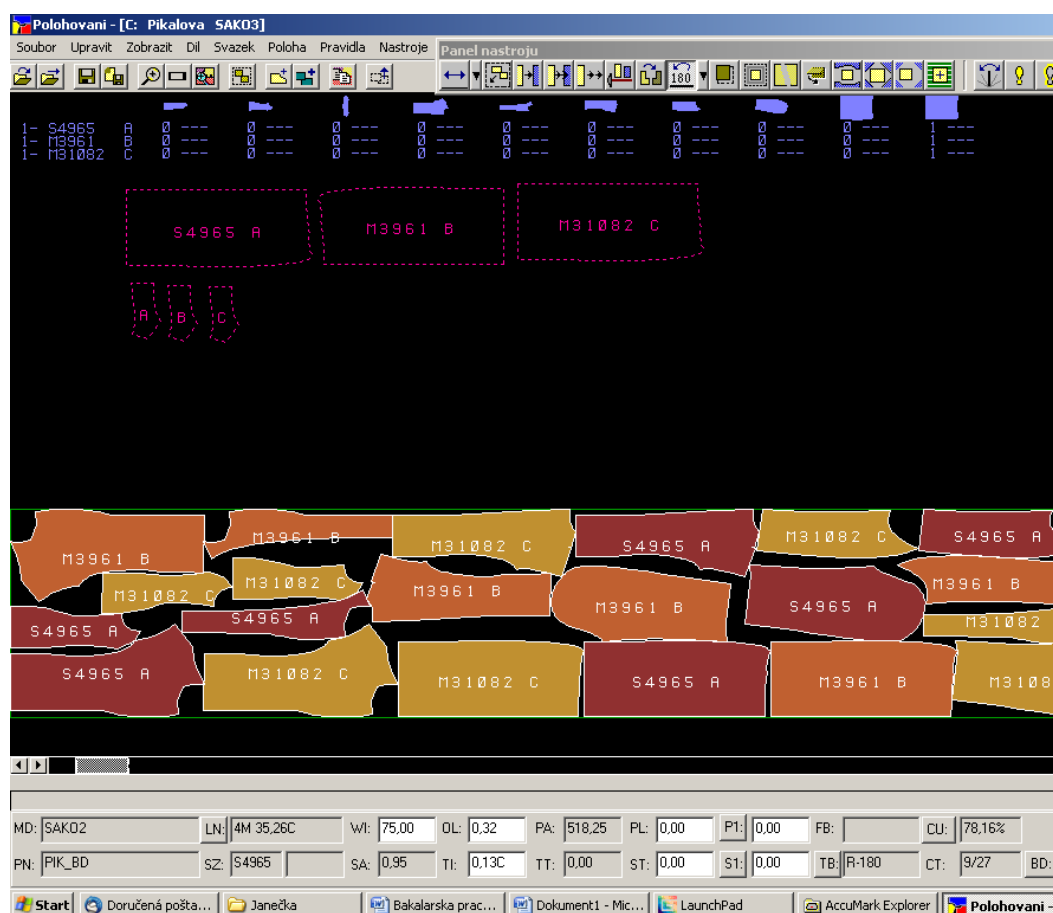 Polohovani - [C: Pikalova SAKO3]
Soubor Upravit Zobrazit Dil Svazek Poloha Pravidla Nastroje
Panel nastroju
180
1- S4965 A 0 --- 0 --- 0 --- 0 --- 0 --- 0 --- 0 --- 0 --- 0 --- 1 ---
1- M3961 B 0 --- 0 --- 0 --- 0 --- 0 --- 0 --- 0 --- 0 --- 0 --- 1 ---
1- M31082 C 0 --- 0 --- 0 --- 0 --- 0 --- 0 --- 0 --- 0 --- 0 --- 1 ---
S4965 A M3961 B M31082 C
A B C
M3961 B M3961 B M31082 C S4965 A M31082 C S4965 A
M31082 C M31082 C M3961 B M3961 B S4965 A M3961 B
S4965 A S4965 A M31082
S4965 A M31082 C M31082 C S4965 A M3961 B M3108
MD: SAKO2 LN: 4M 35,26C WI: 75,00 OL: 0,32 PA: 518,25 PL: 0,00 P1: 0,00 FB: CU: 78,16%
PN: PIK_BD SZ: S4965 SA: 0,95 TI: 0,13C TT: 0,00 ST: 0,00 S1: 0,00 TB: R-180 CT: 9/27 BD:
Start Doručená pošta... Janečka Bakalarska prac... Dokument1 - Mic... LaunchPad AccuMark Explorer Polohovani -